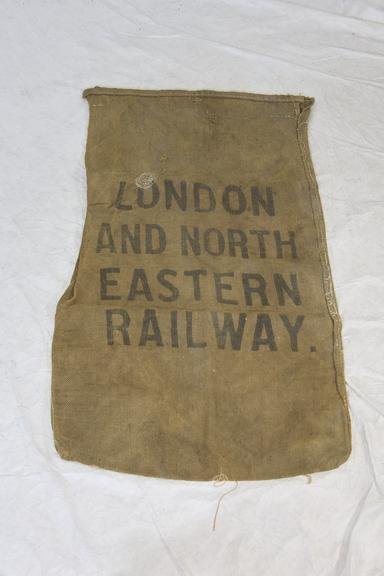 LONDON
AND NORTH
EASTERN
RAILWAY.